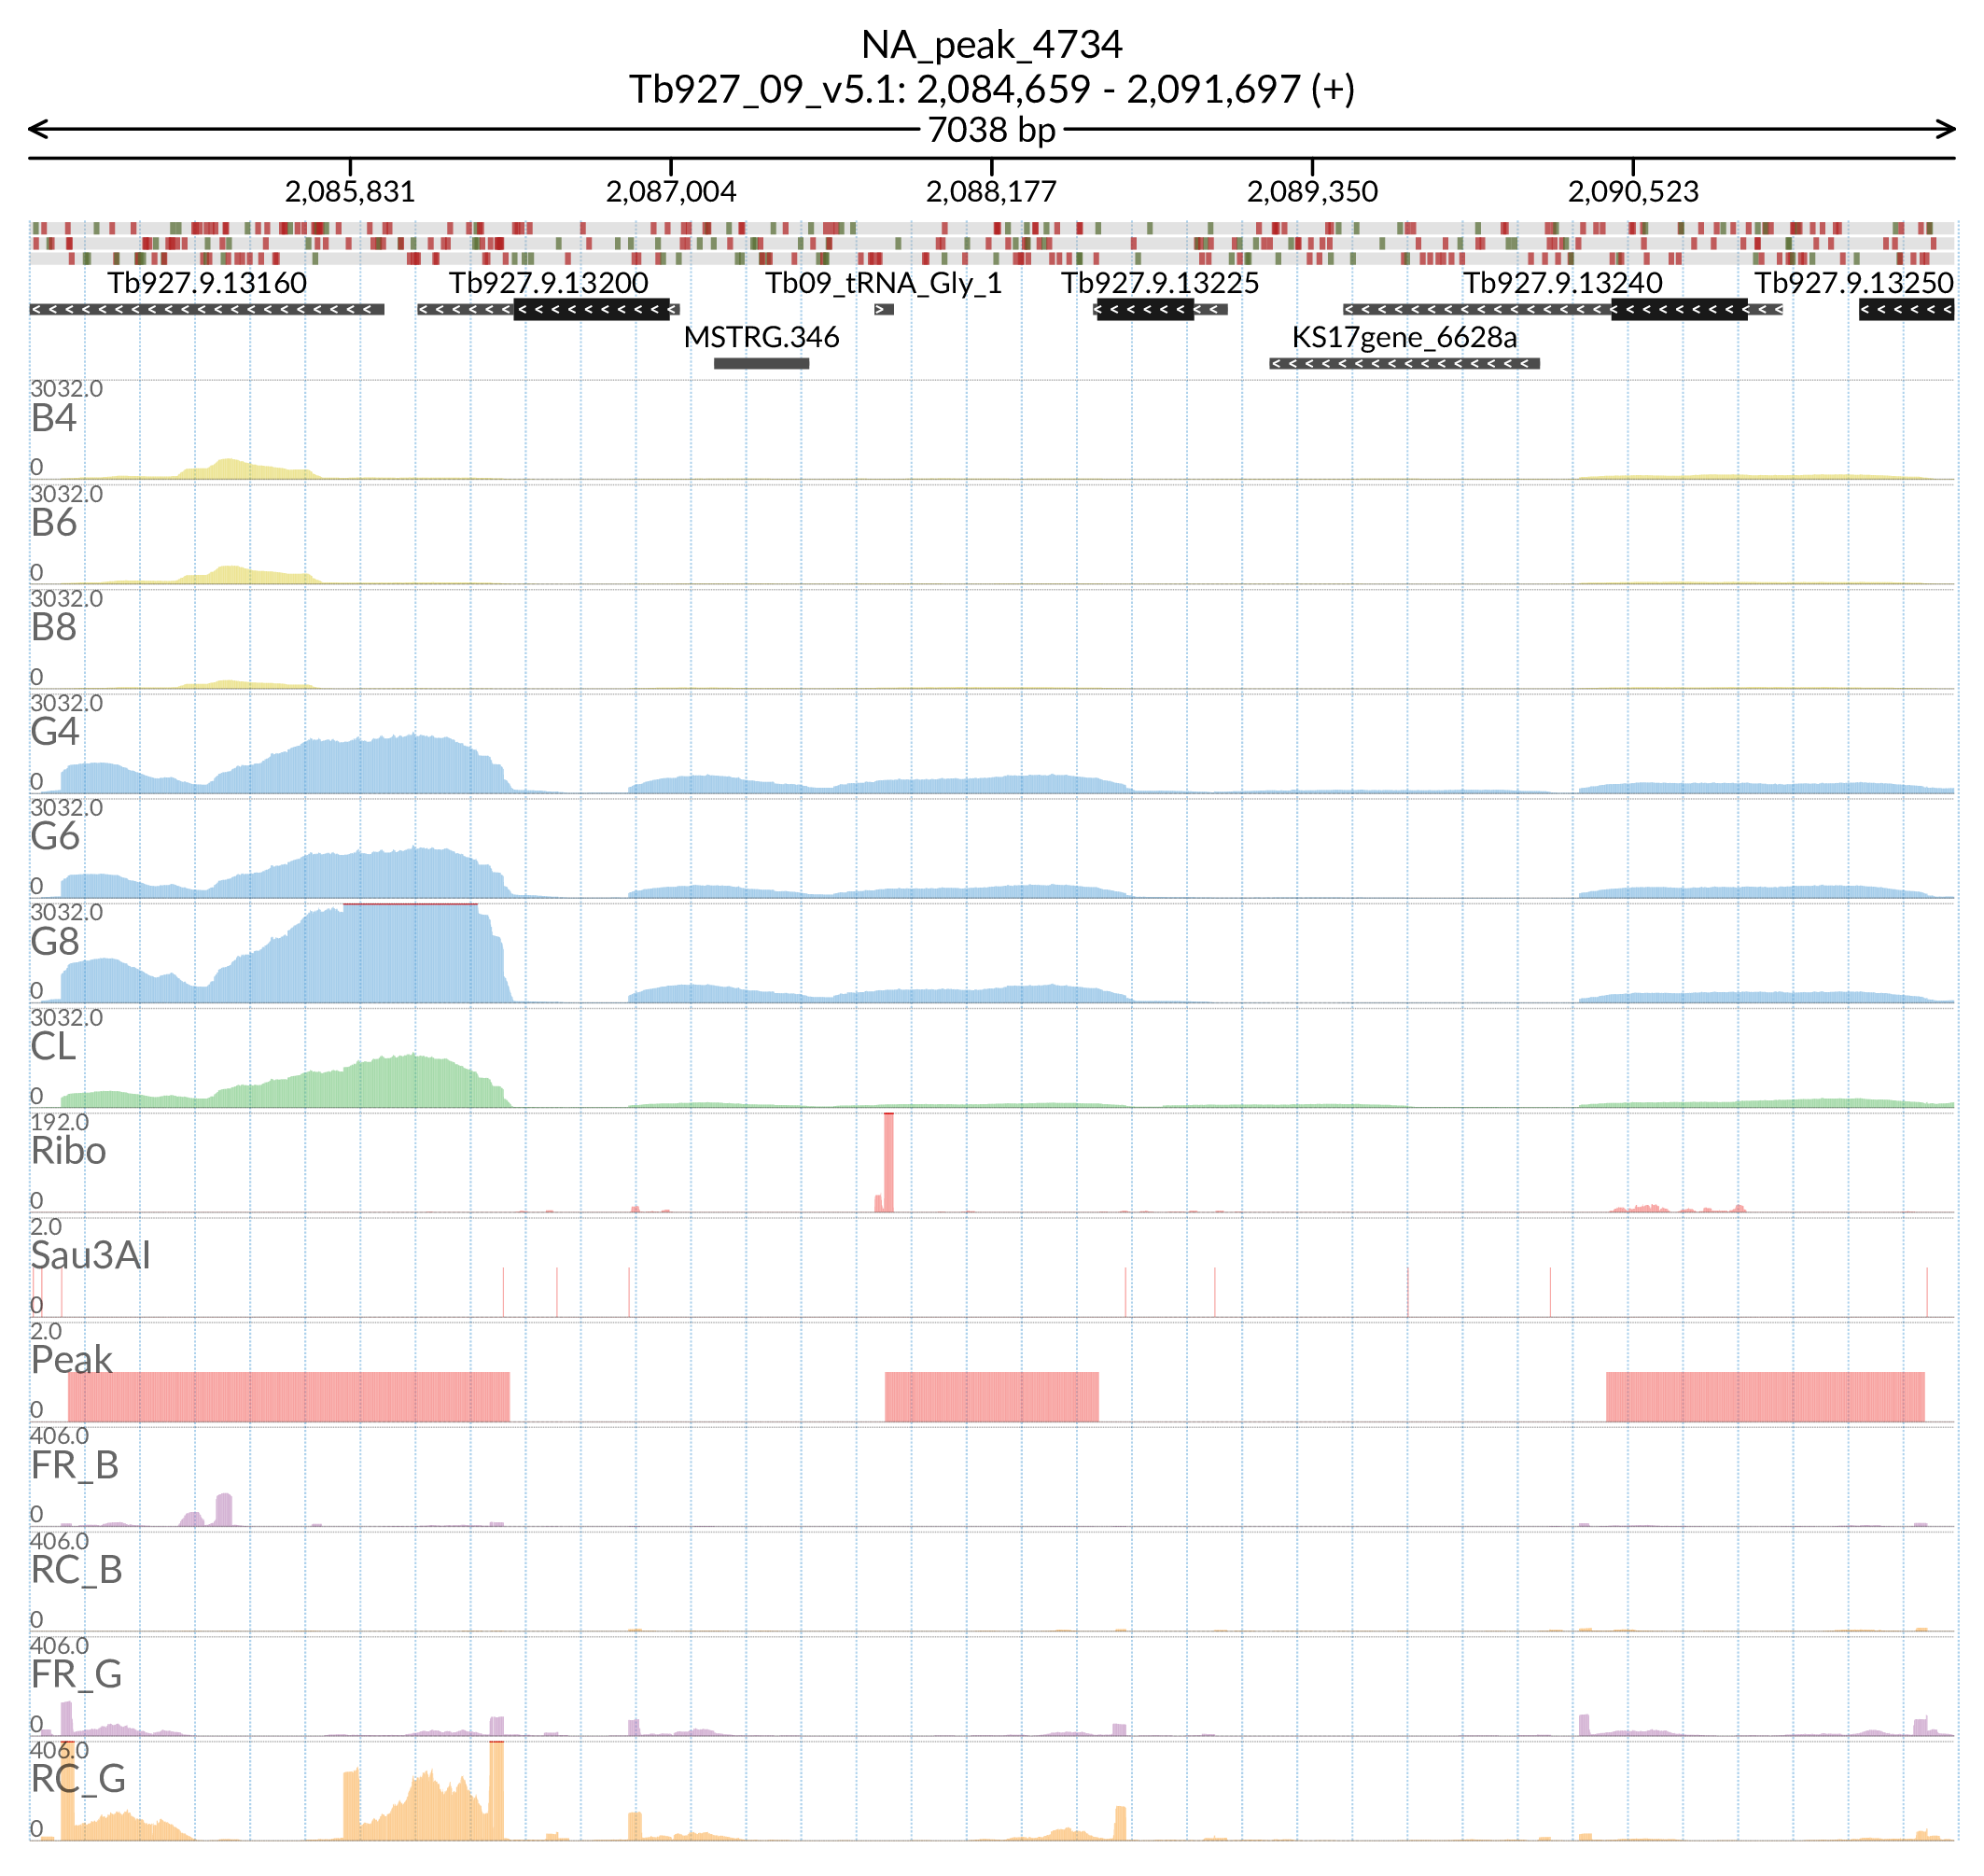 NA_peak_4734
Tb927_09_v5.1: 2,084,659 - 2,091,697 (+)
7038 bp
2,085,831 2,087,004 2,088,177 2,089,350 2,090,523
Tb927.9.13160 Tb927.9.13200 Tb09_tRNA_Gly_1 Tb927.9.13225 Tb927.9.13240 Tb927.9.13250
MSTRG.346 KS17gene_6628a
3032.0
B4
0
3032.0
B6
0
3032.0
B8
0
3032.0
G4
0
3032.0
G6
0
3032.0
G8
0
3032.0
CL
0
192.0
Ribo
0
2.0
Sau3AI
0
2.0
Peak
0
406.0
FR_B
0
406.0
RC_B
0
406.0
FR_G
0
406.0
RC_G
0